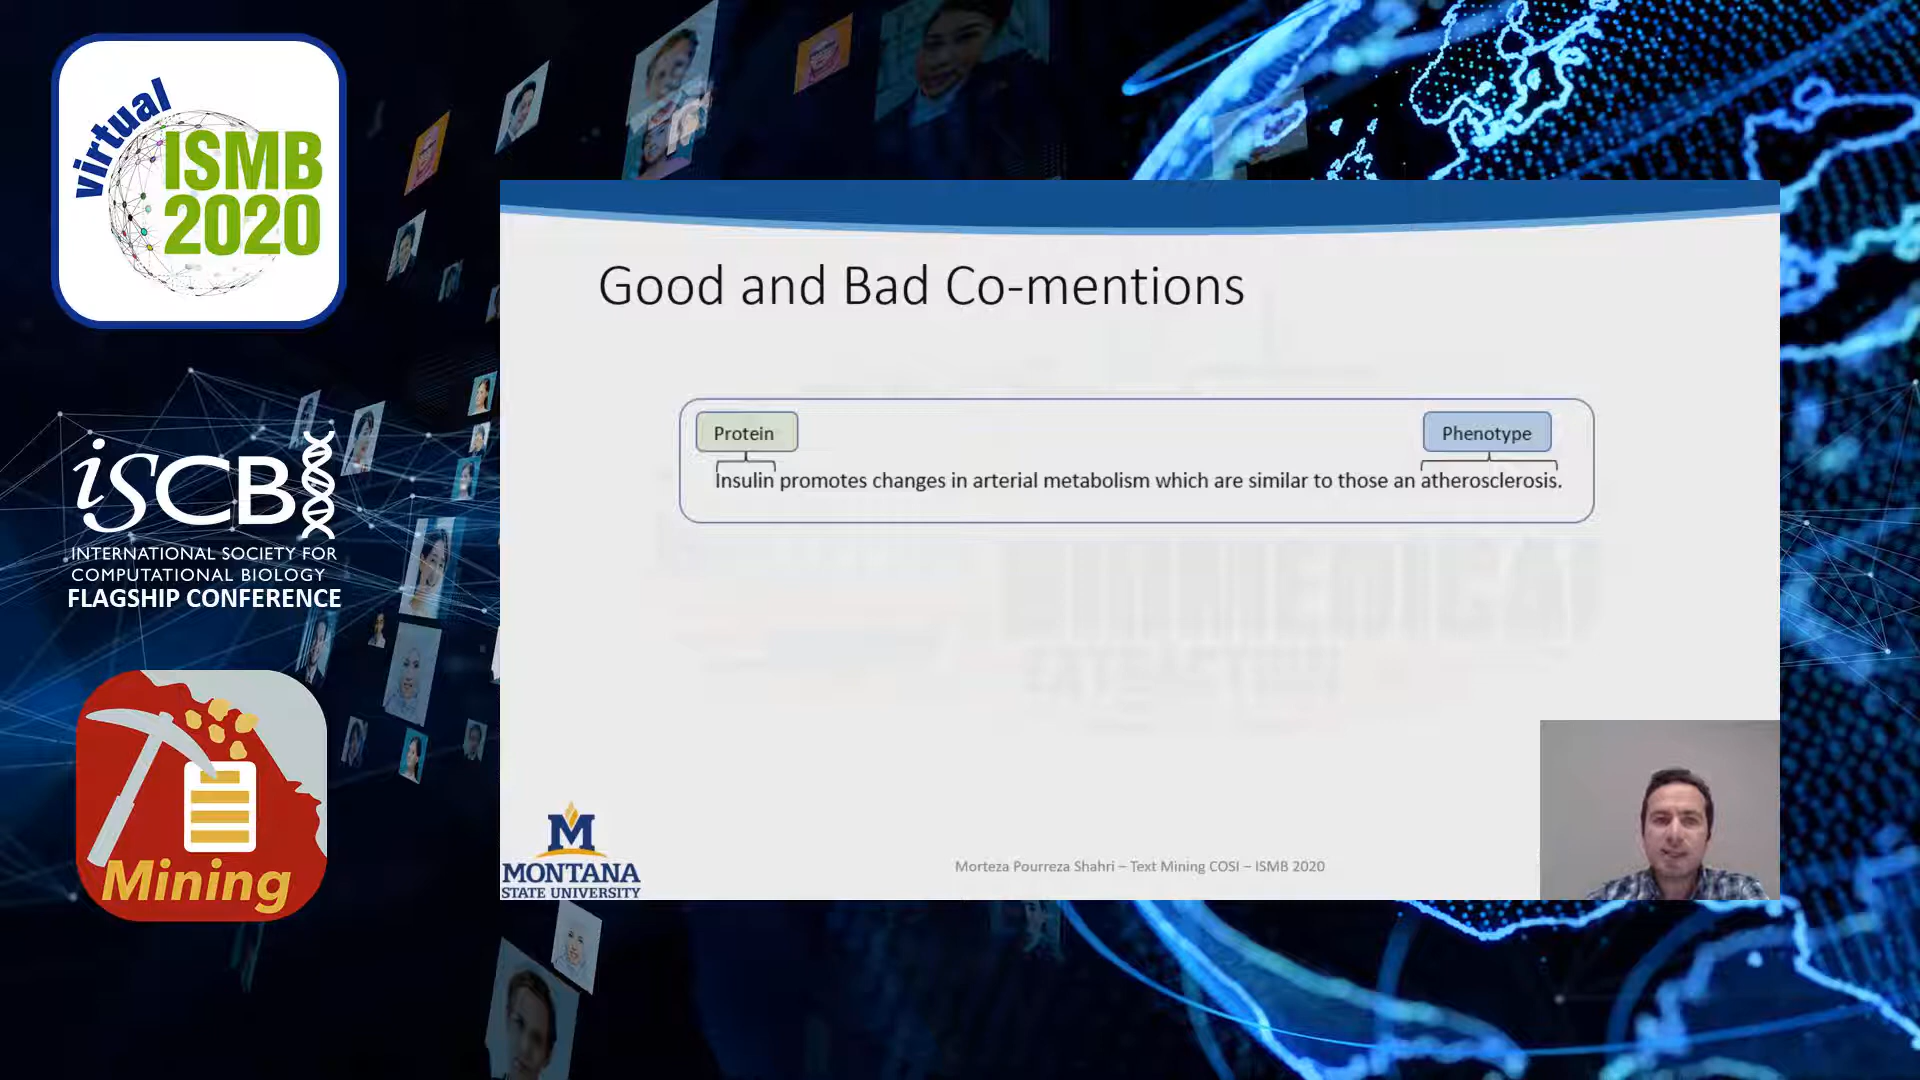 virtual
ISMB
2020
iSCB
INTERNATIONAL SOCIETY FOR
COMPUTATIONAL BIOLOGY
FLAGSHIP CONFERENCE
Mining
Good and Bad Co-mentions
Protein
Phenotype
Insulin promotes changes in arterial metabolism which are similar to those an atherosclerosis.
M
MONTANA
STATE UNIVERSITY
Morteza Pourreza Shahri – Text Mining COSI – ISMB 2020